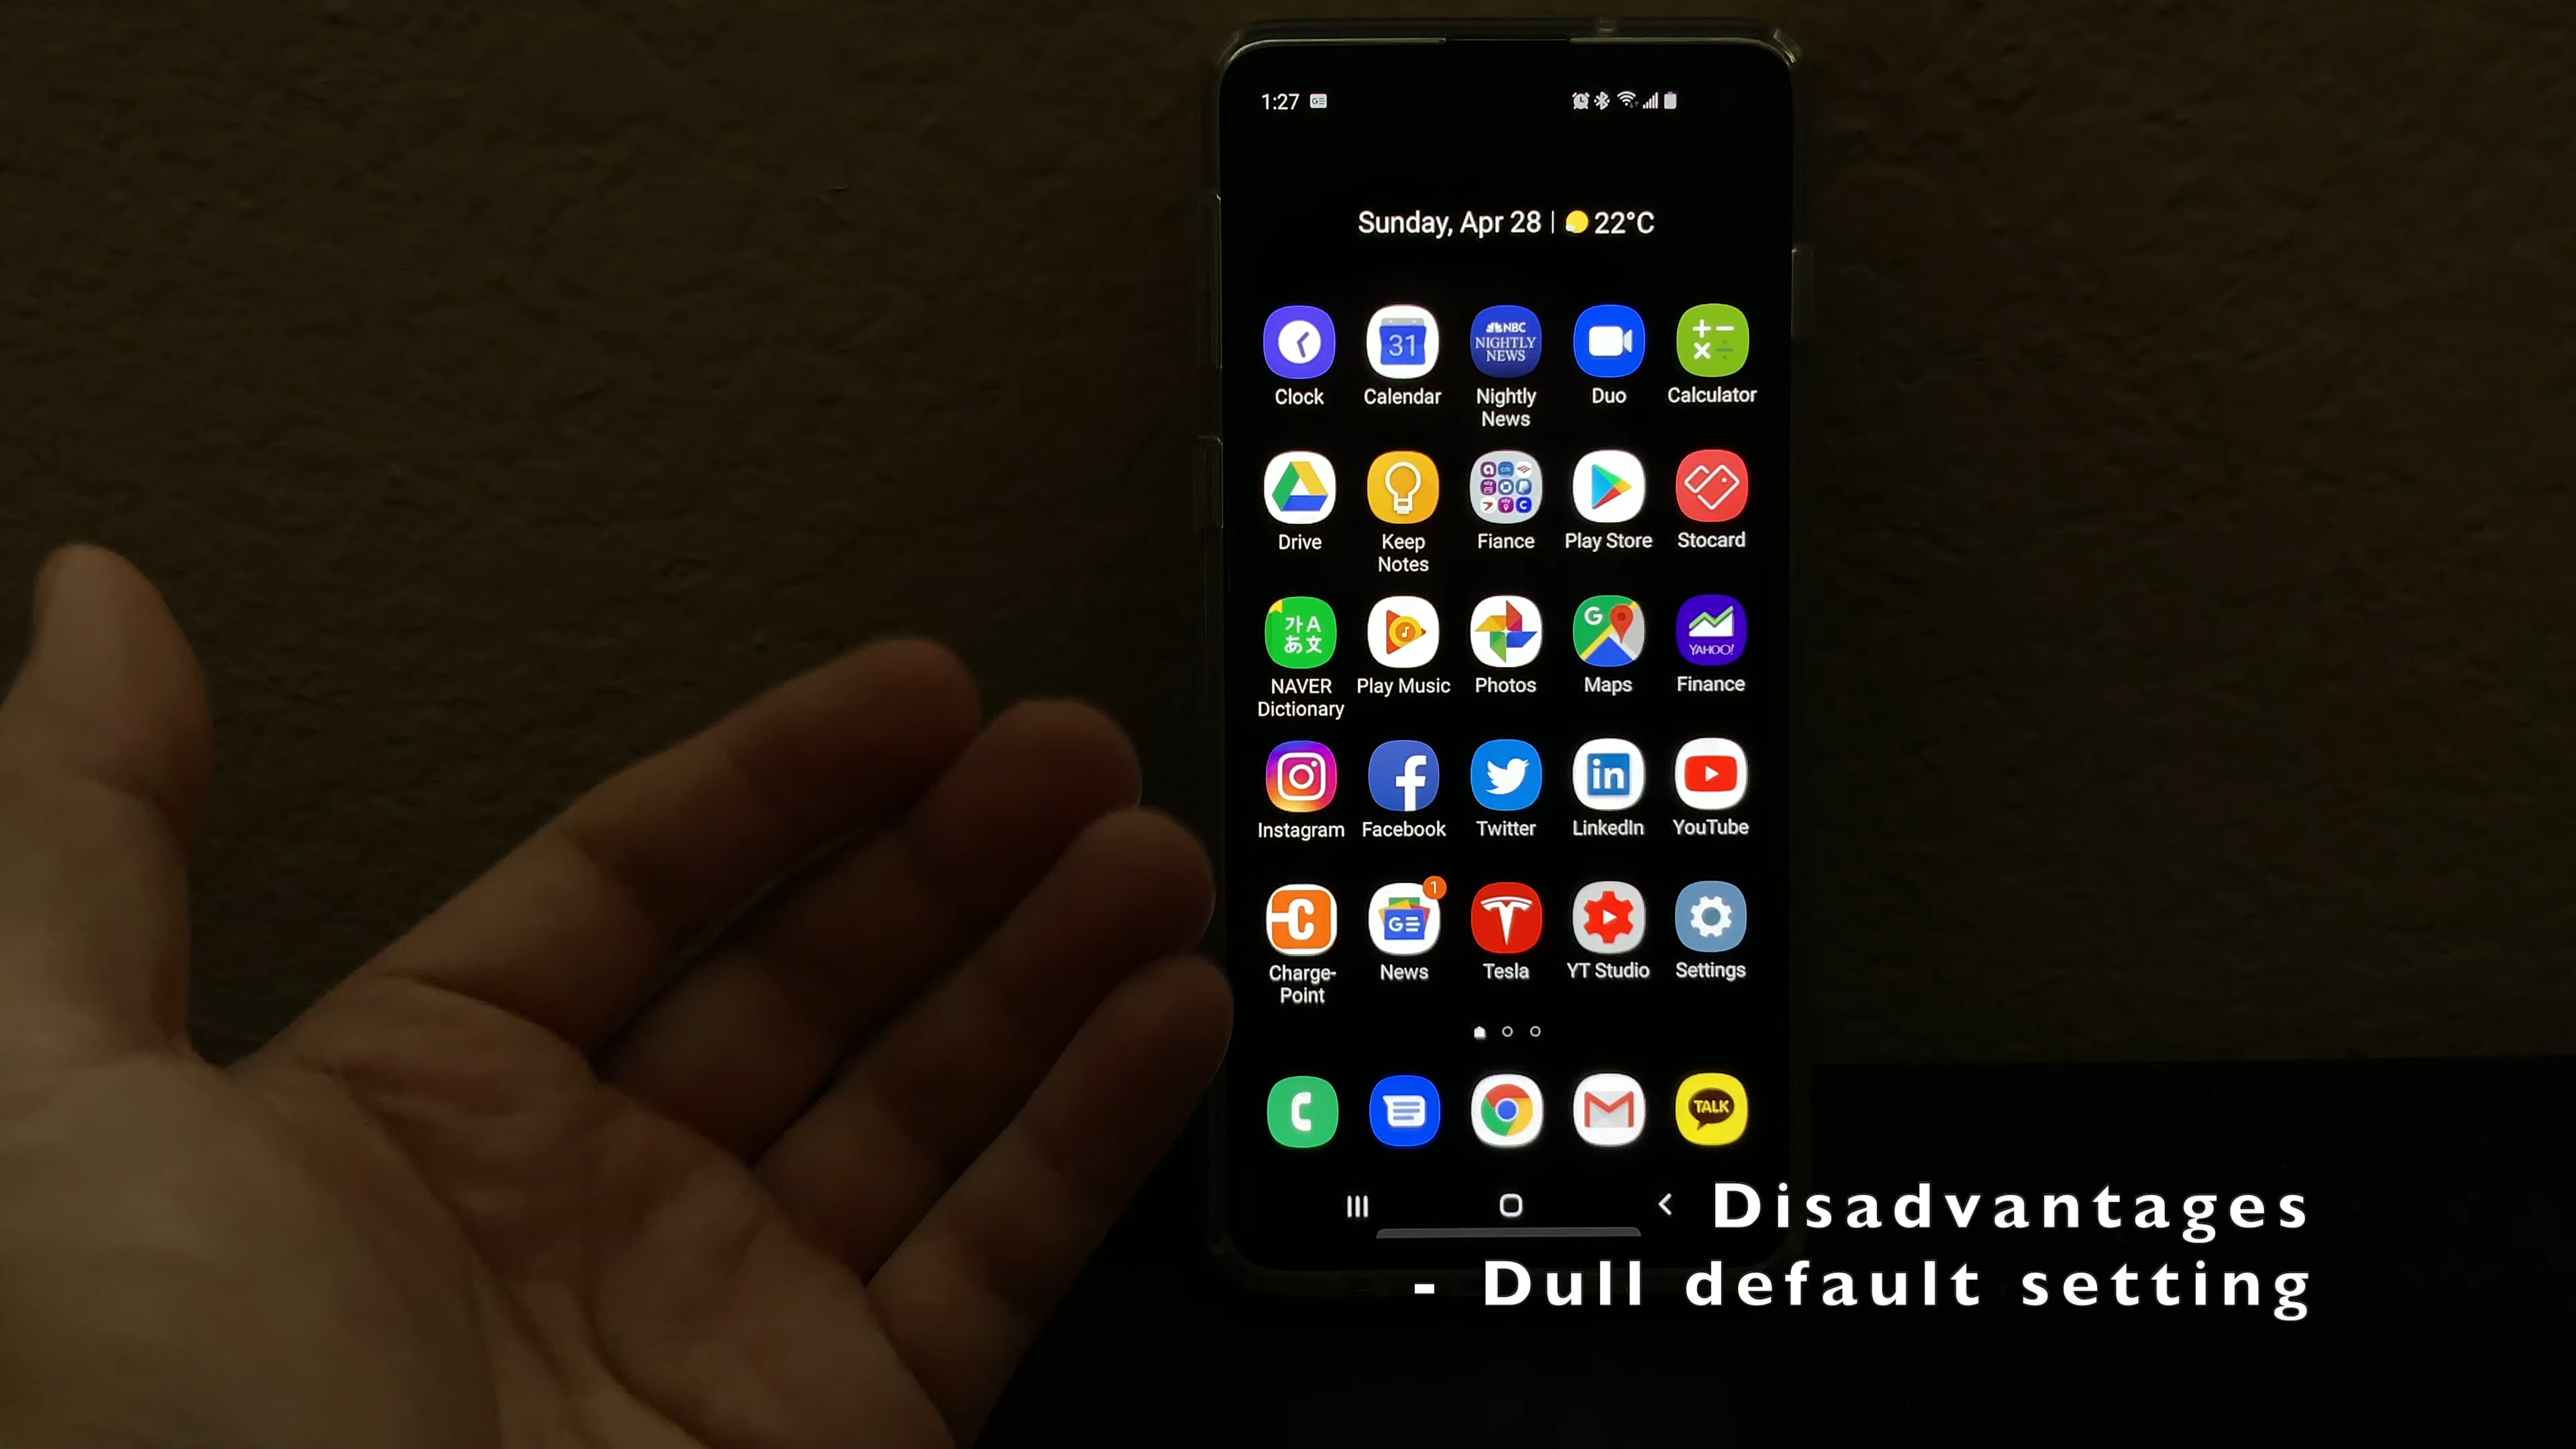 1:27
Sunday, Apr 28 | 22°C
31
NBC
NIGHTLY
NEWS
Clock Calendar Nightly News Duo Calculator
Drive Keep Notes Fiance Play Store Stocard
가A
あ文
G
YAHOO!
NAVER Dictionary Play Music Photos Maps Finance
in
Instagram Facebook Twitter LinkedIn YouTube
1
GE
Charge-Point News Tesla YT Studio Settings
TALK
Disadvantages
- Dull default setting